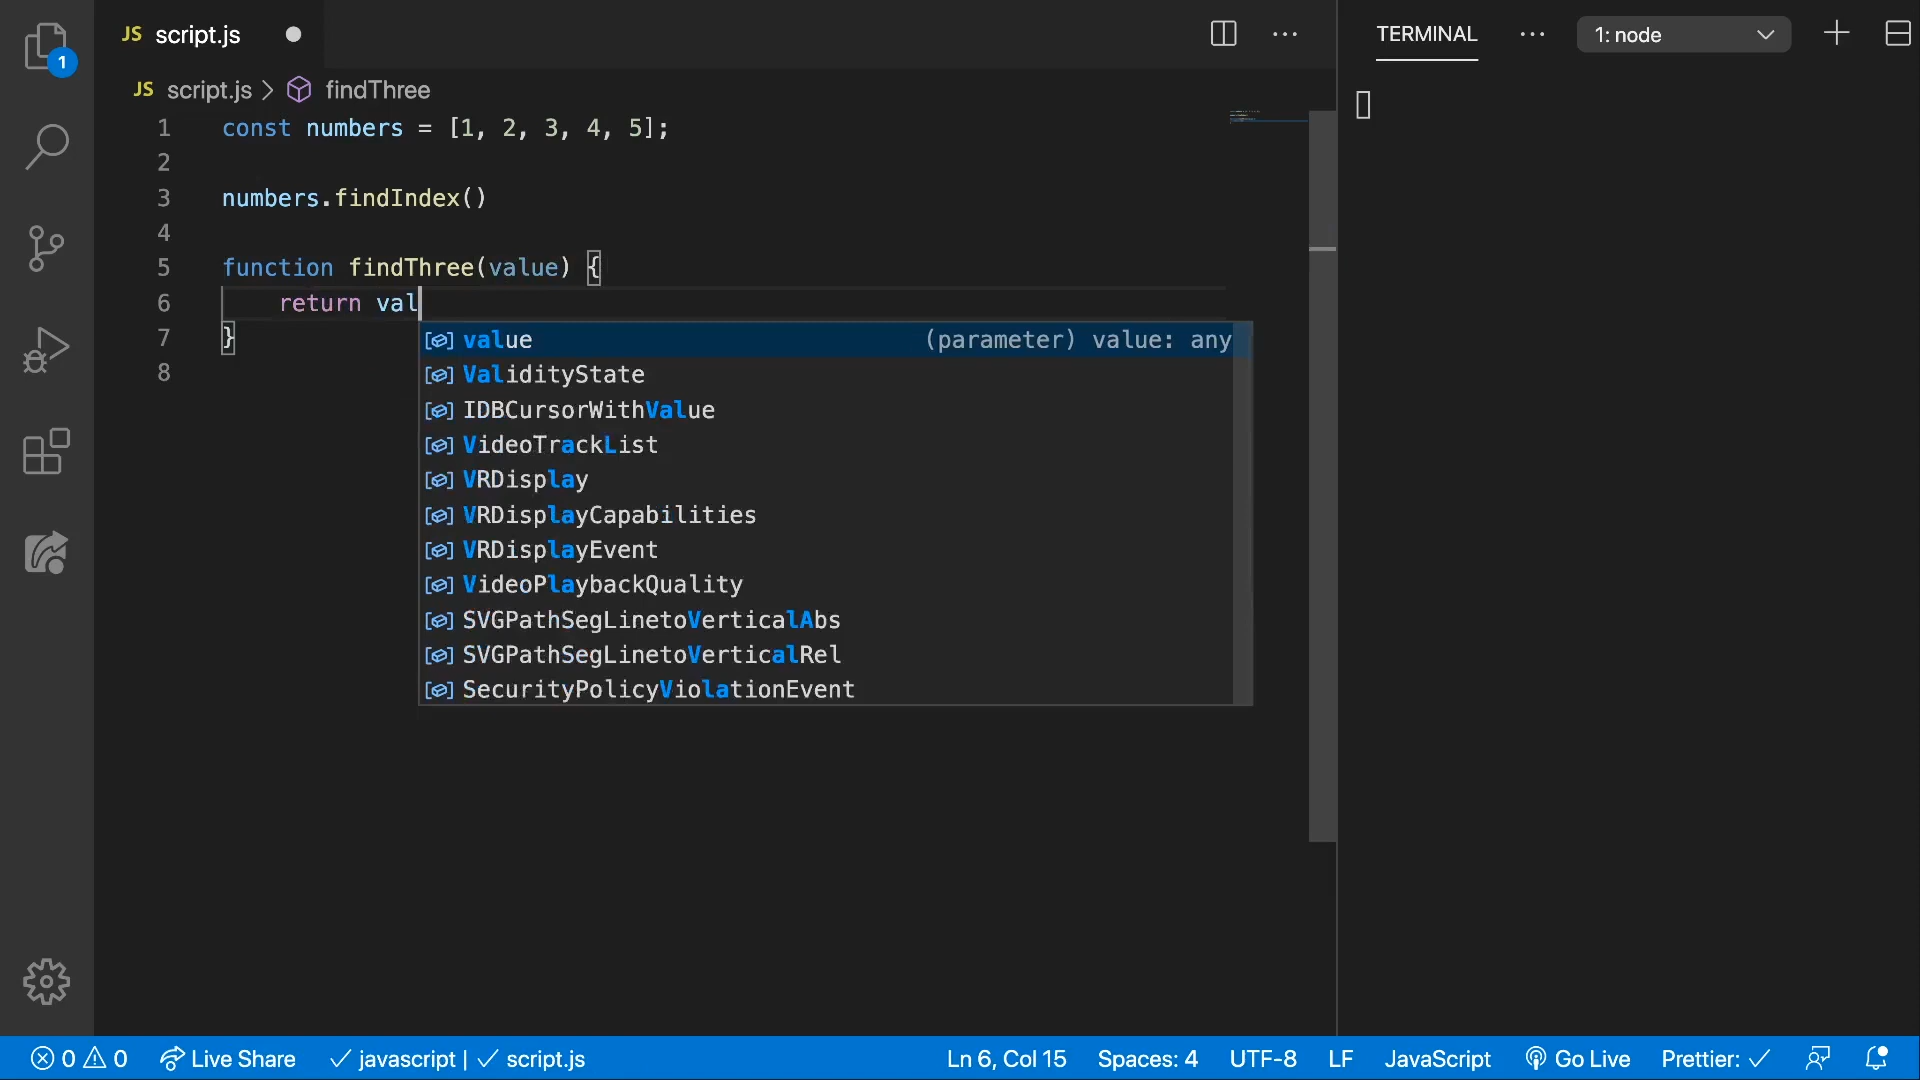 JS script.js
TERMINAL
1: node
1
JS script.js > findThree
1 const numbers = [1, 2, 3, 4, 5];
2
3 numbers.findIndex()
4
5 function findThree(value) {
6 return val
7 }
8
value (parameter) value: any
ValidityState
IDBCursorWithValue
VideoTrackList
VRDisplay
VRDisplayCapabilities
VRDisplayEvent
VideoPlaybackQuality
SVGPathSegLinetoVerticalAbs
SVGPathSegLinetoVerticalRel
SecurityPolicyViolationEvent
0 0 Live Share javascript | script.js Ln 6, Col 15 Spaces: 4 UTF-8 LF JavaScript Go Live Prettier: